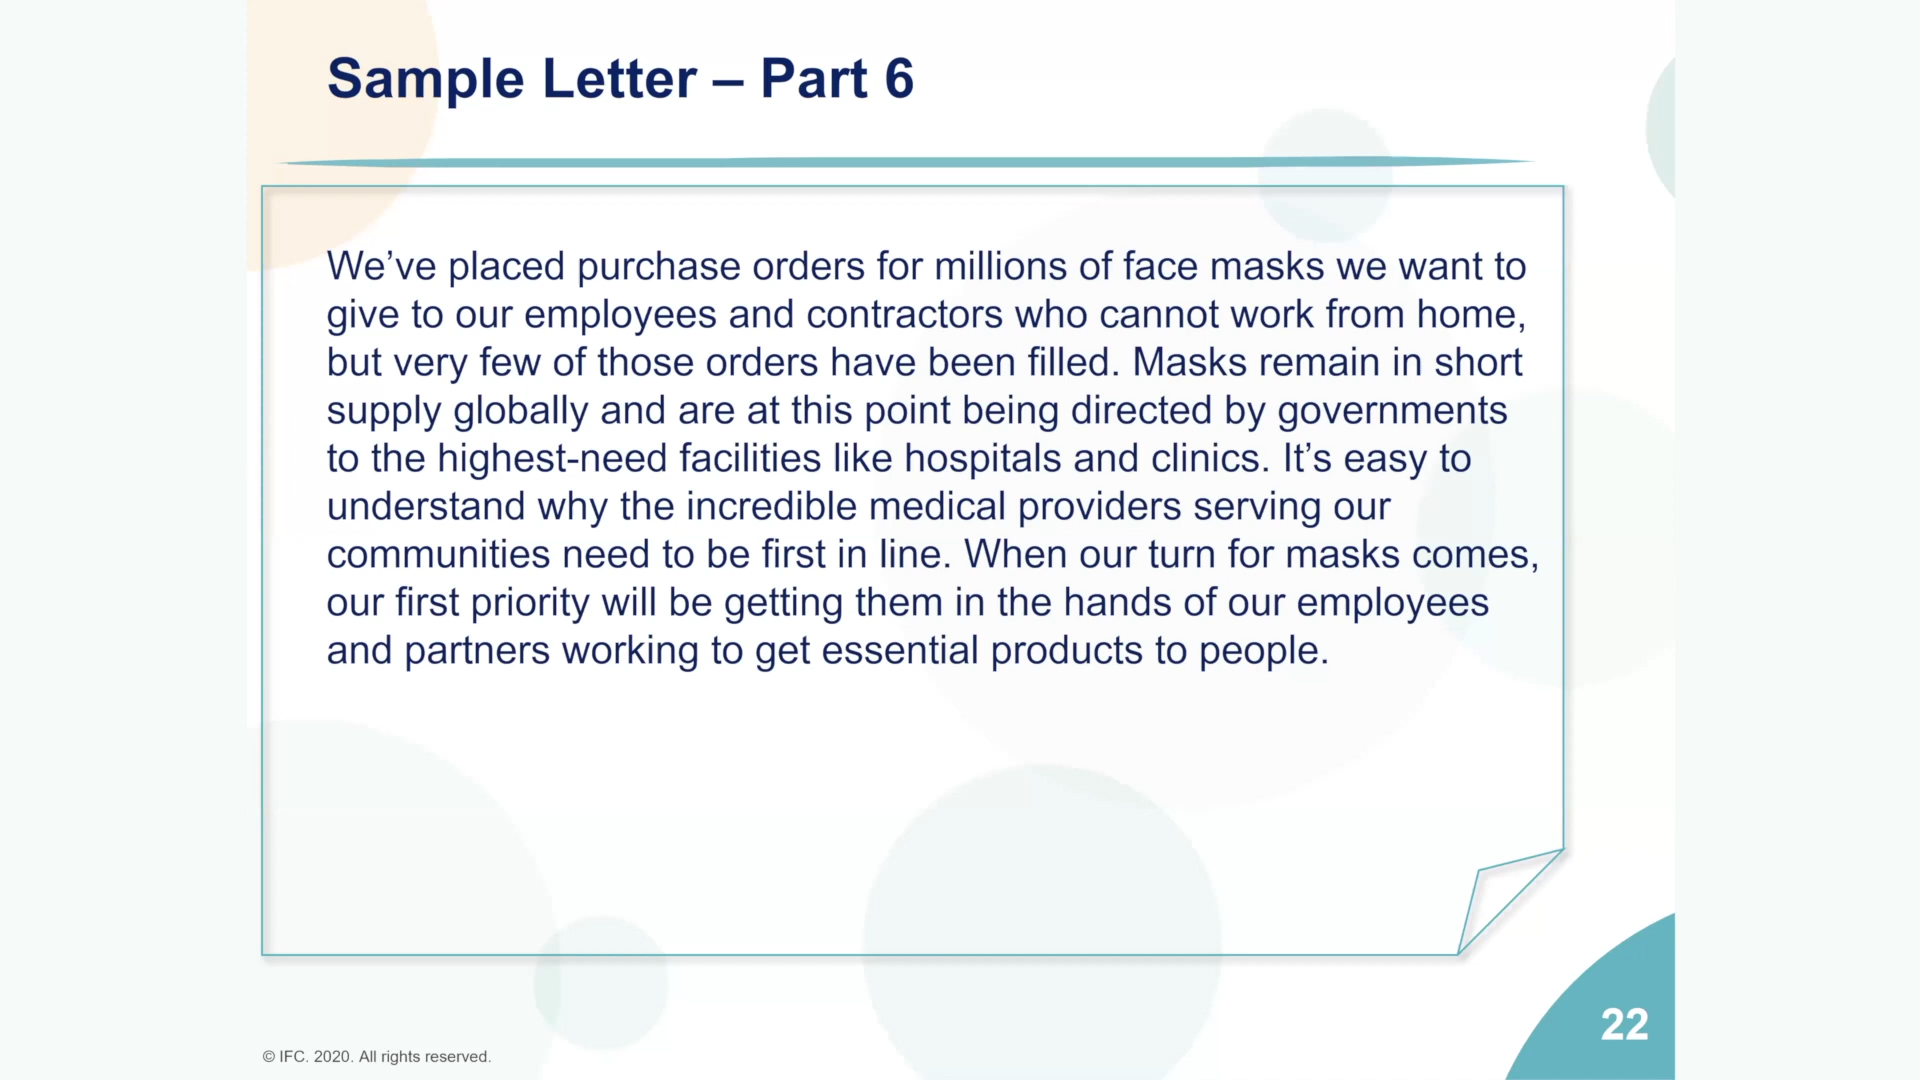 Sample Letter – Part 6
We’ve placed purchase orders for millions of face masks we want to
give to our employees and contractors who cannot work from home,
but very few of those orders have been filled. Masks remain in short
supply globally and are at this point being directed by governments
to the highest-need facilities like hospitals and clinics. It’s easy to
understand why the incredible medical providers serving our
communities need to be first in line. When our turn for masks comes,
our first priority will be getting them in the hands of our employees
and partners working to get essential products to people.
22
© IFC. 2020. All rights reserved.